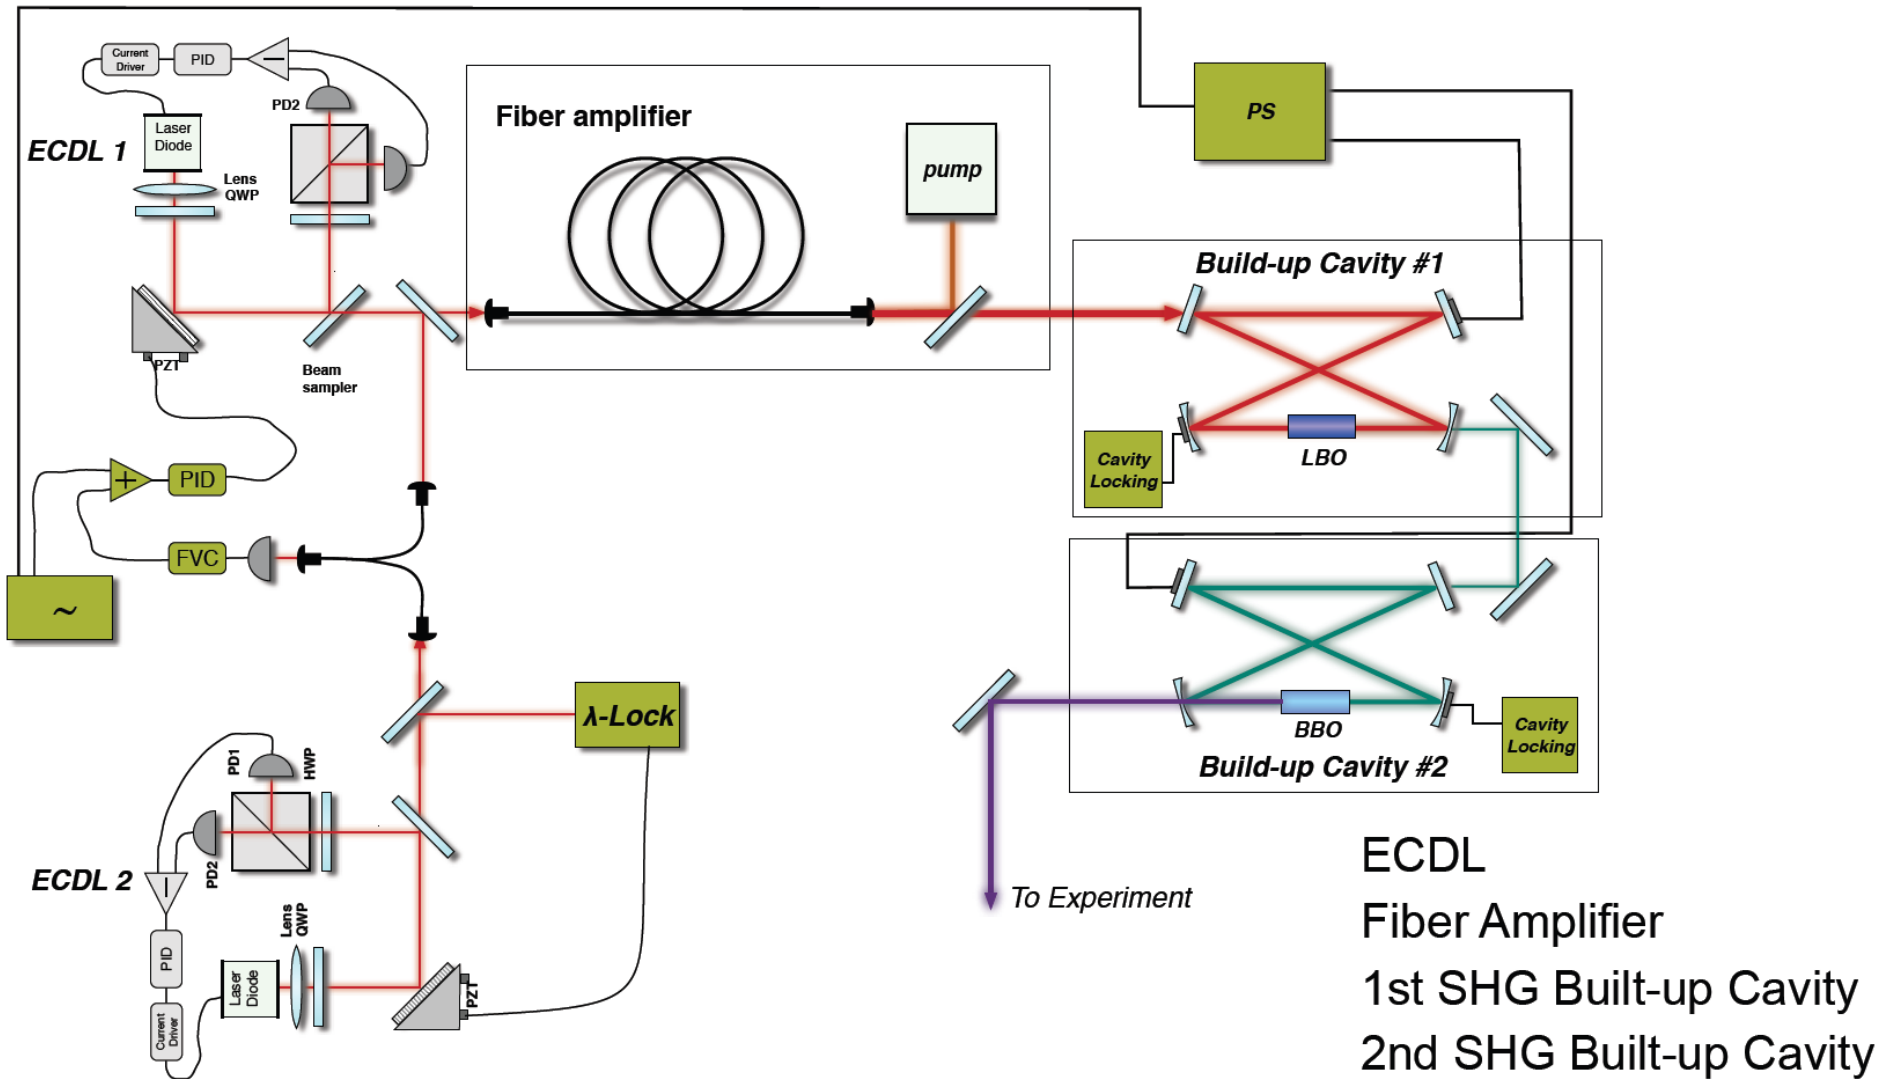 Current
Driver
PID
−
PD2
Laser
Diode
ECDL 1
Lens
QWP
PZT
Beam
sampler
Fiber amplifier
pump
PS
Build-up Cavity #1
Cavity
Locking
LBO
+
PID
FVC
~
λ-Lock
PD1
HWP
PD2
ECDL 2
−
PID
Current
Driver
Laser
Diode
Lens
QWP
PZT
BBO
Cavity
Locking
Build-up Cavity #2
To Experiment
ECDL
Fiber Amplifier
1st SHG Built-up Cavity
2nd SHG Built-up Cavity